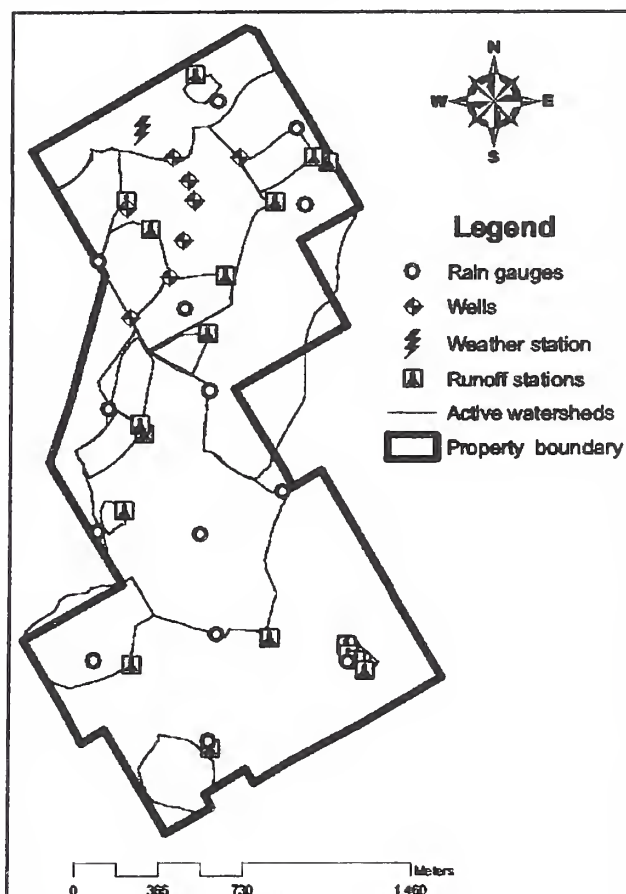 N
W E
S
Legend
Rain gauges
Wells
Weather station
Runoff stations
Active watersheds
Property boundary
Meters
0 365 730 1 460